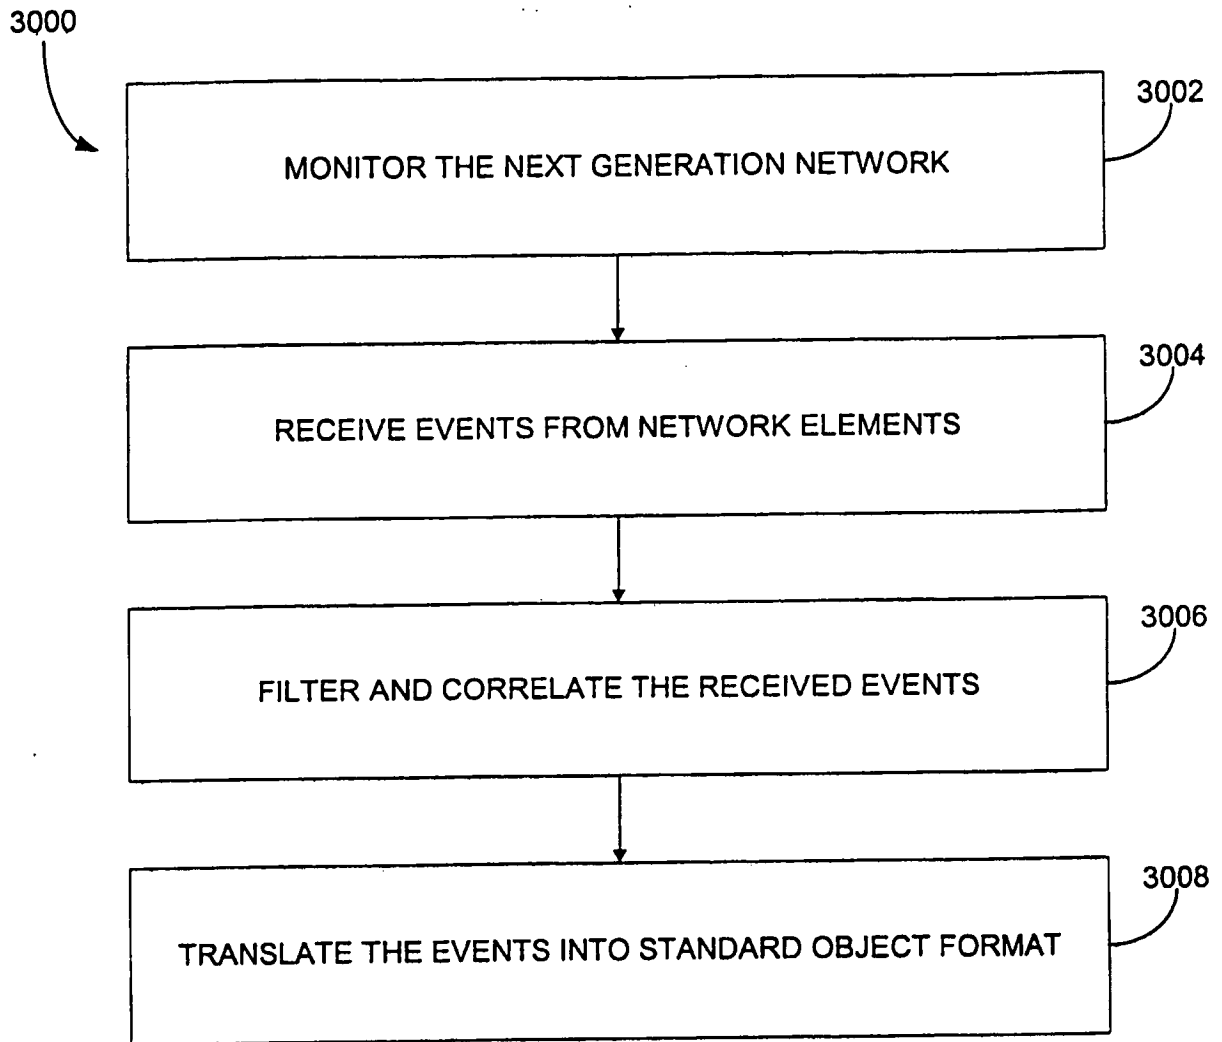 3000
3002
MONITOR THE NEXT GENERATION NETWORK
3004
RECEIVE EVENTS FROM NETWORK ELEMENTS
3006
FILTER AND CORRELATE THE RECEIVED EVENTS
3008
TRANSLATE THE EVENTS INTO STANDARD OBJECT FORMAT